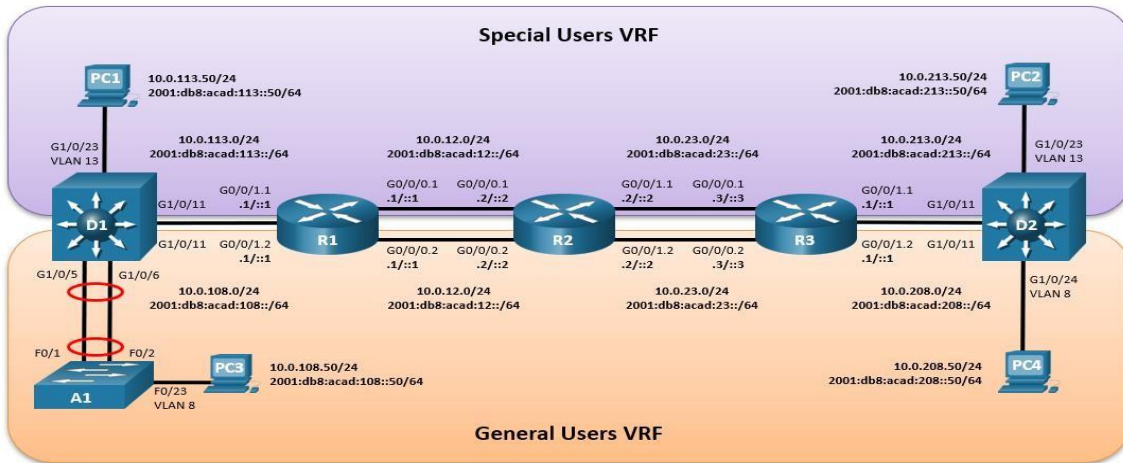 Special Users VRF
PC1
10.0.113.50/24
2001:db8:acad:113::50/64
10.0.213.50/24
2001:db8:acad:213::50/64
PC2
G1/0/23
VLAN 13
10.0.113.0/24
2001:db8:acad:113::/64
10.0.12.0/24
2001:db8:acad:12::/64
10.0.23.0/24
2001:db8:acad:23::/64
10.0.213.0/24
2001:db8:acad:213::/64
G1/0/23
VLAN 13
D1
G1/0/11
G0/0/1.1
.1/::1
R1
G0/0/0.1
.1/::1
G0/0/0.1
.2/::2
R2
G0/0/1.1
.2/::2
G0/0/0.1
.3/::3
R3
G0/0/1.1
.1/::1
G1/0/11
D2
G1/0/11
G0/0/1.2
.1/::1
G0/0/0.2
.1/::1
G0/0/0.2
.2/::2
G0/0/1.2
.2/::2
G0/0/0.2
.3/::3
G0/0/1.2
.1/::1
G1/0/11
G1/0/5
G1/0/6
10.0.108.0/24
2001:db8:acad:108::/64
10.0.12.0/24
2001:db8:acad:12::/64
10.0.23.0/24
2001:db8:acad:23::/64
10.0.208.0/24
2001:db8:acad:208::/64
G1/0/24
VLAN 8
F0/1
F0/2
A1
F0/23
VLAN 8
PC3
10.0.108.50/24
2001:db8:acad:108::50/64
10.0.208.50/24
2001:db8:acad:208::50/64
PC4
General Users VRF